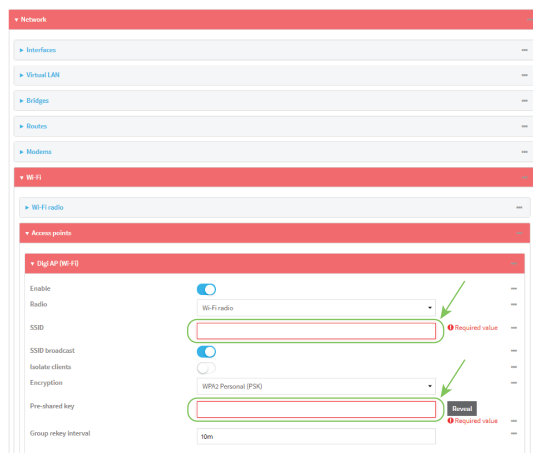 Network
Interfaces
Virtual LAN
Bridges
Routes
Modems
Wi-Fi
Wi-Fi radio
Access points
Digi AP (Wi-Fi)
Enable
Radio Wi-Fi radio
SSID Required value
SSID broadcast
Isolate clients
Encryption WPA2 Personal (PSK)
Pre-shared key Reveal
Required value
Group rekey interval 10m